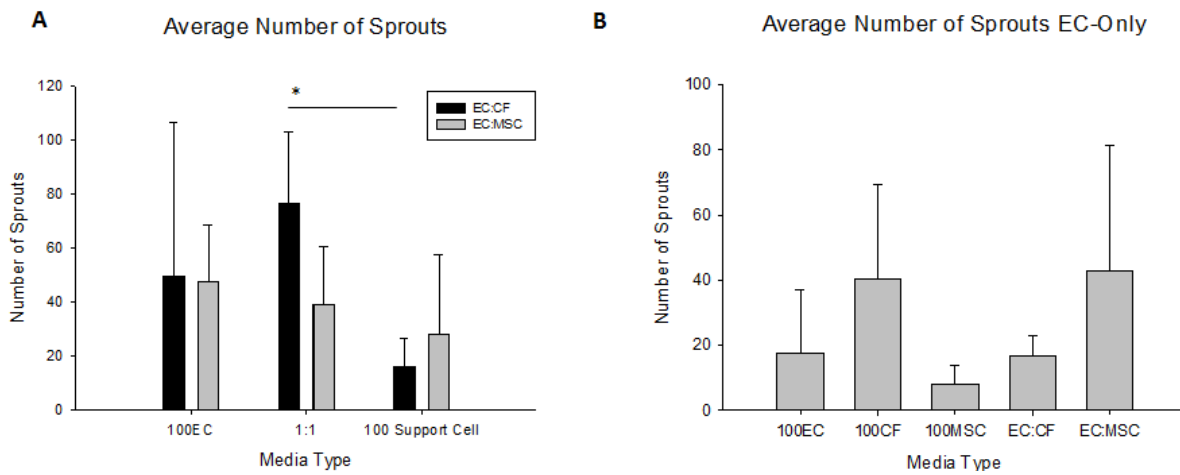 A
Average Number of Sprouts
120
100
80
60
40
20
0
Number of Sprouts
*
EC:CF
EC:MSC
100EC 1:1 100 Support Cell
Media Type
B
Average Number of Sprouts EC-Only
100
80
60
40
20
0
Number of Sprouts
100EC 100CF 100MSC EC:CF EC:MSC
Media Type